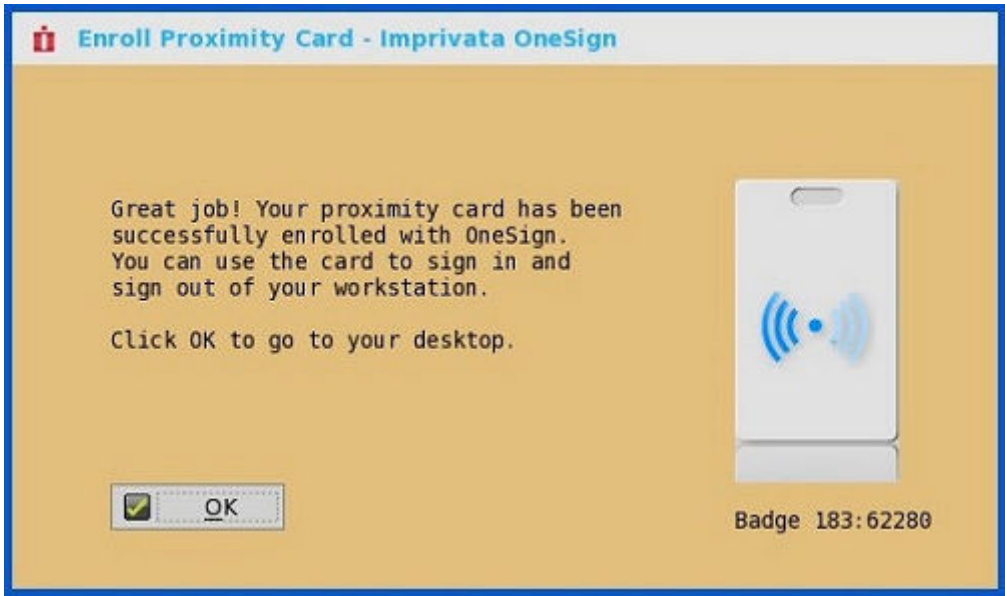 Enroll Proximity Card - Imprivata OneSign
Great job! Your proximity card has been
successfully enrolled with OneSign.
You can use the card to sign in and
sign out of your workstation.
Click OK to go to your desktop.
OK
Badge 183:62280